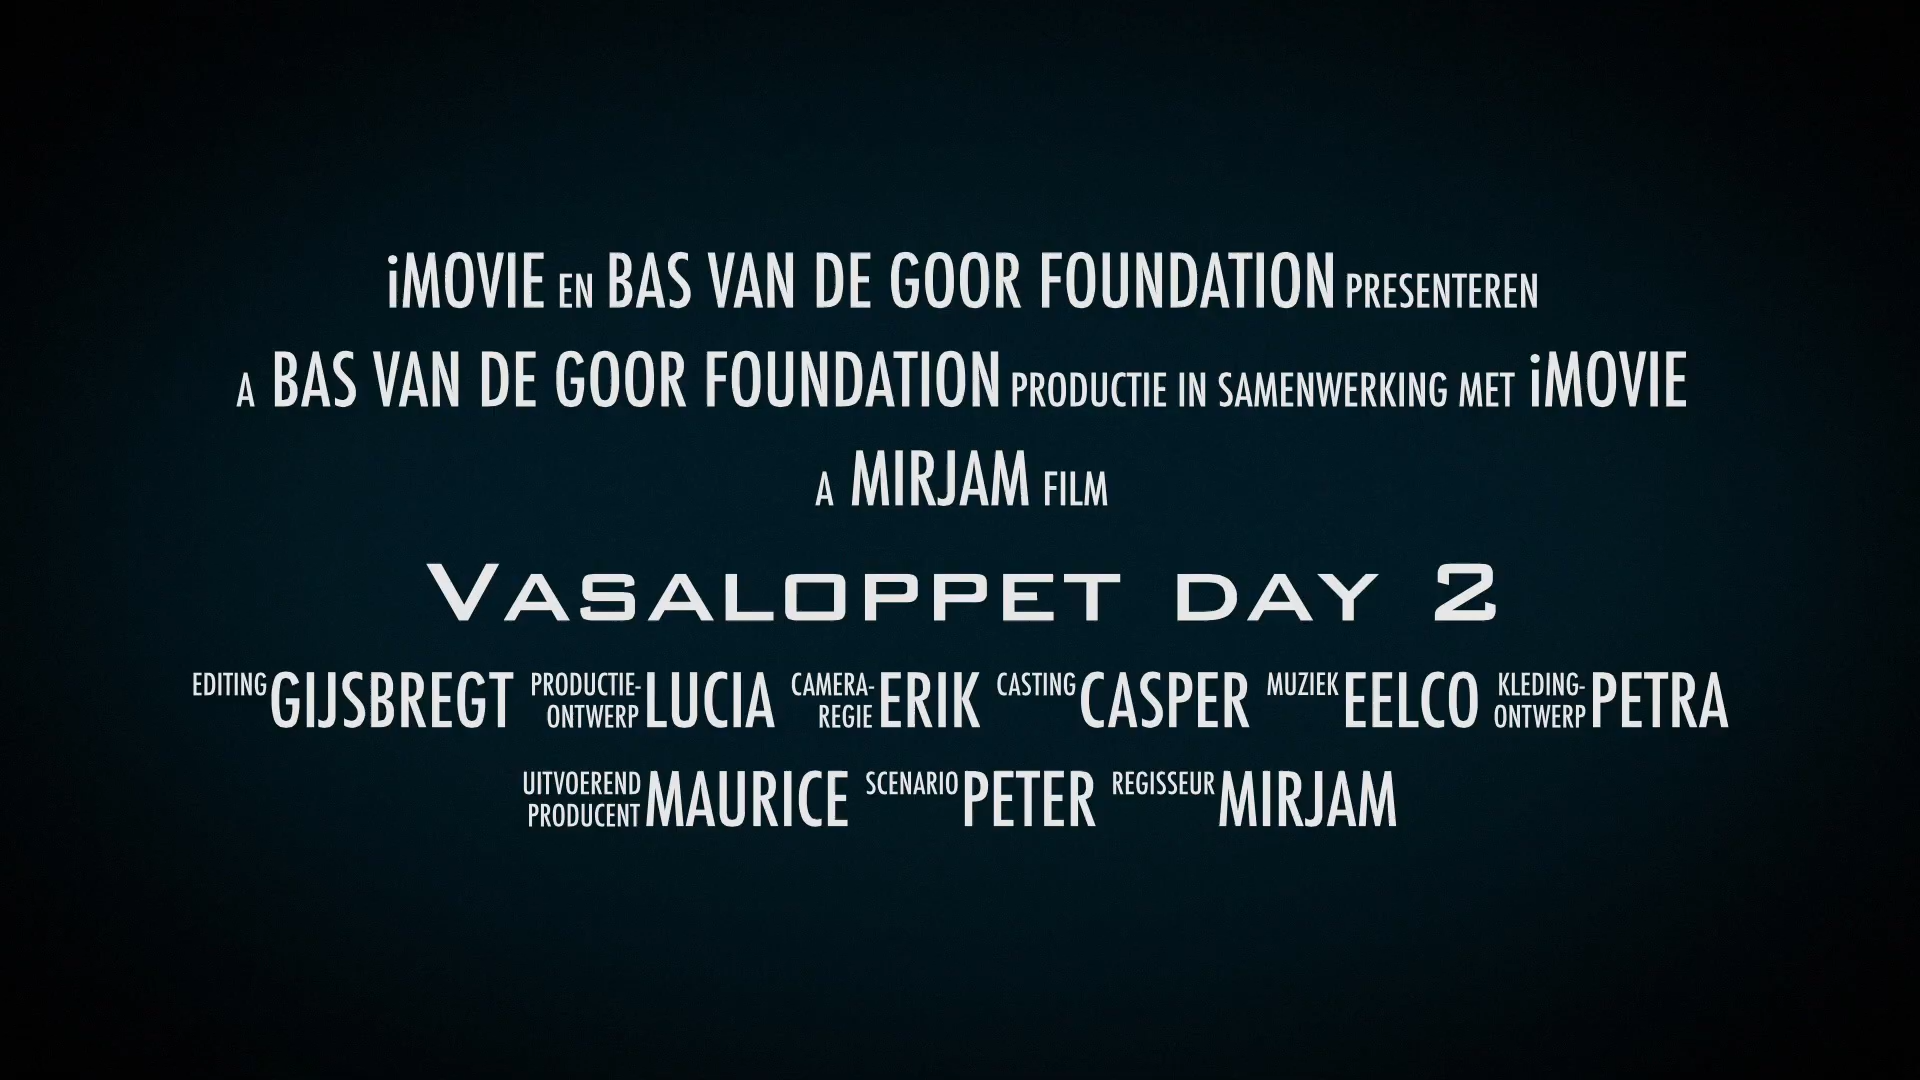 iMOVIE EN BAS VAN DE GOOR FOUNDATION PRESENTEREN
A BAS VAN DE GOOR FOUNDATION PRODUCTIE IN SAMENWERKING MET iMOVIE
A MIRJAM FILM
VASALOPPET DAY 2
EDITING GIJSBREGT PRODUCTIE-ONTWERP LUCIA CAMERA-REGIE ERIK CASTING CASPER MUZIEK EELCO KLEDING-ONTWERP PETRA
UITVOEREND PRODUCENT MAURICE SCENARIO PETER REGISSEUR MIRJAM